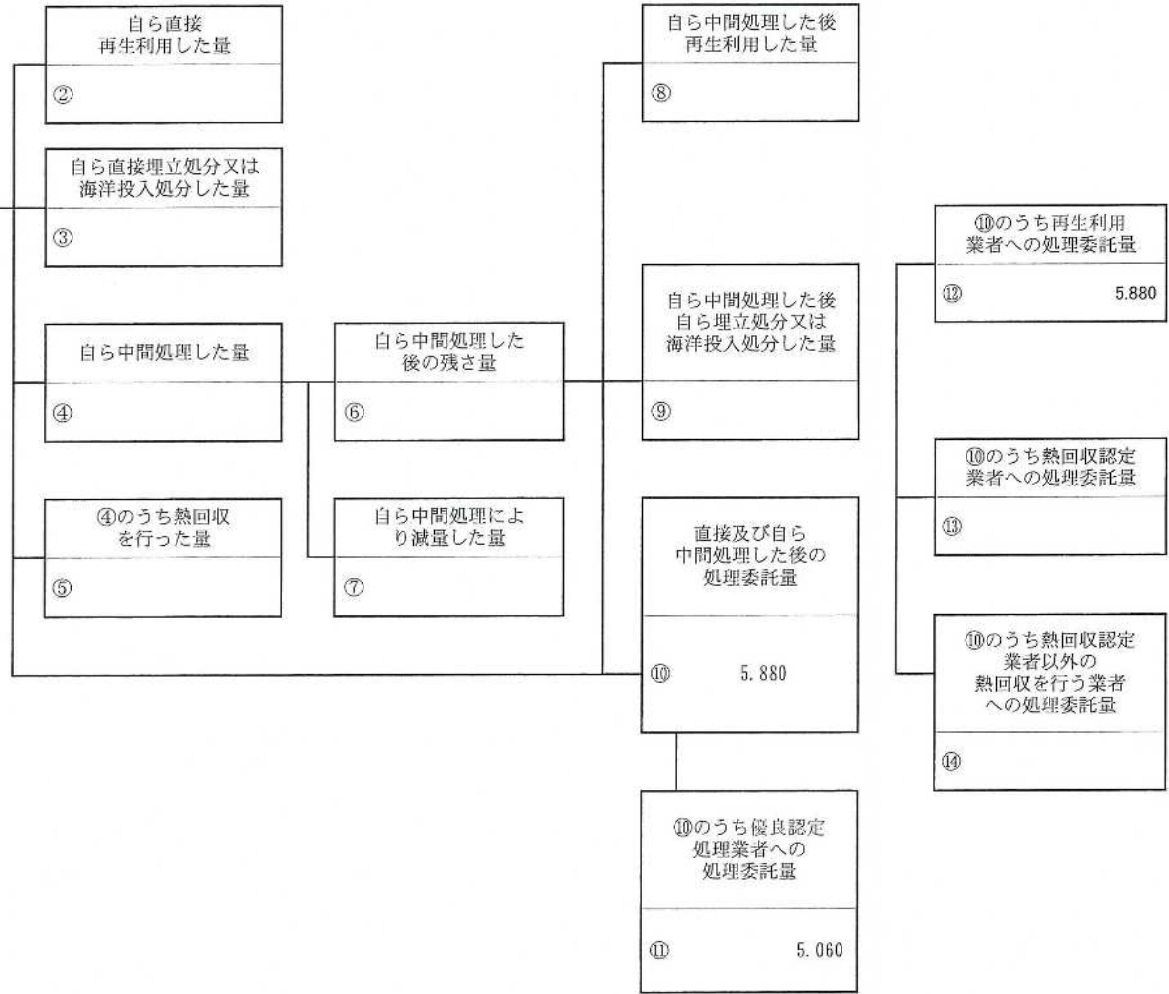 自ら直接
再生利用した量
②
自ら直接埋立処分又は
海洋投入処分した量
③
自ら中間処理した量
④
④のうち熱回収
を行った量
⑤
自ら中間処理した
後の残さ量
⑥
自ら中間処理によ
り減量した量
⑦
自ら中間処理した後
再生利用した量
⑧
自ら中間処理した後
自ら埋立処分又は
海洋投入処分した量
⑨
直接及び自ら
中間処理した後の
処理委託量
⑩ 5.880
⑩のうち優良認定
処理業者への
処理委託量
⑪ 5.060
⑩のうち再生利用
業者への処理委託量
⑫ 5.880
⑩のうち熱回収認定
業者への処理委託量
⑬
⑩のうち熱回収認定
業者以外の
熱回収を行う業者
への処理委託量
⑭